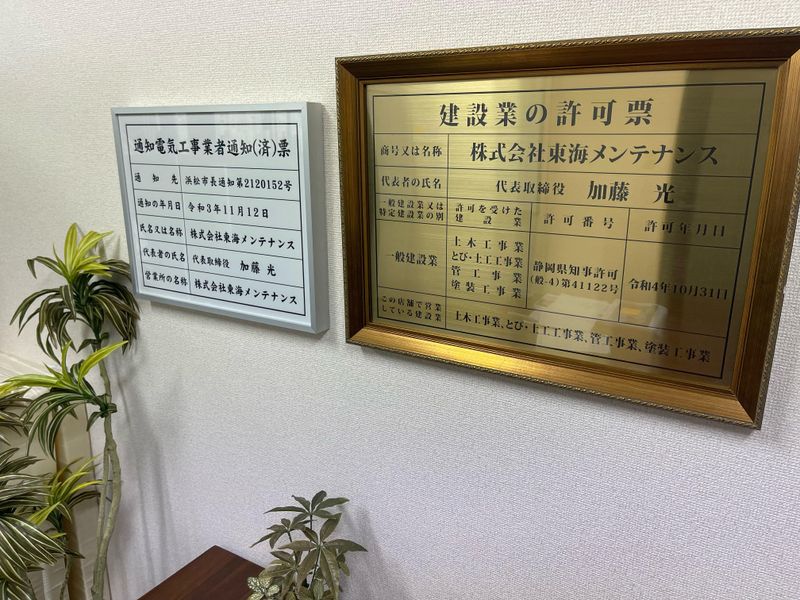 通知電気工事業者通知(済)票
通知先 浜松市長通知第2120152号
通知の年月日 令和3年11月12日
氏名又は名称 株式会社東海メンテナンス
代表者の氏名 代表取締役 加藤 光
営業所の名称 株式会社東海メンテナンス
建設業の許可票
商号又は名称 株式会社東海メンテナンス
代表者の氏名 代表取締役 加藤 光
一般建設業又は特定建設業の別 許可を受けた建設業 許可番号 許可年月日
一般建設業
土木工事業
とび・土工工事業
管工事業
塗装工事業
静岡県知事許可
(般-4)第41122号
令和4年10月31日
この店舗で営業している建設業 土木工事業、とび・土工工事業、管工事業、塗装工事業